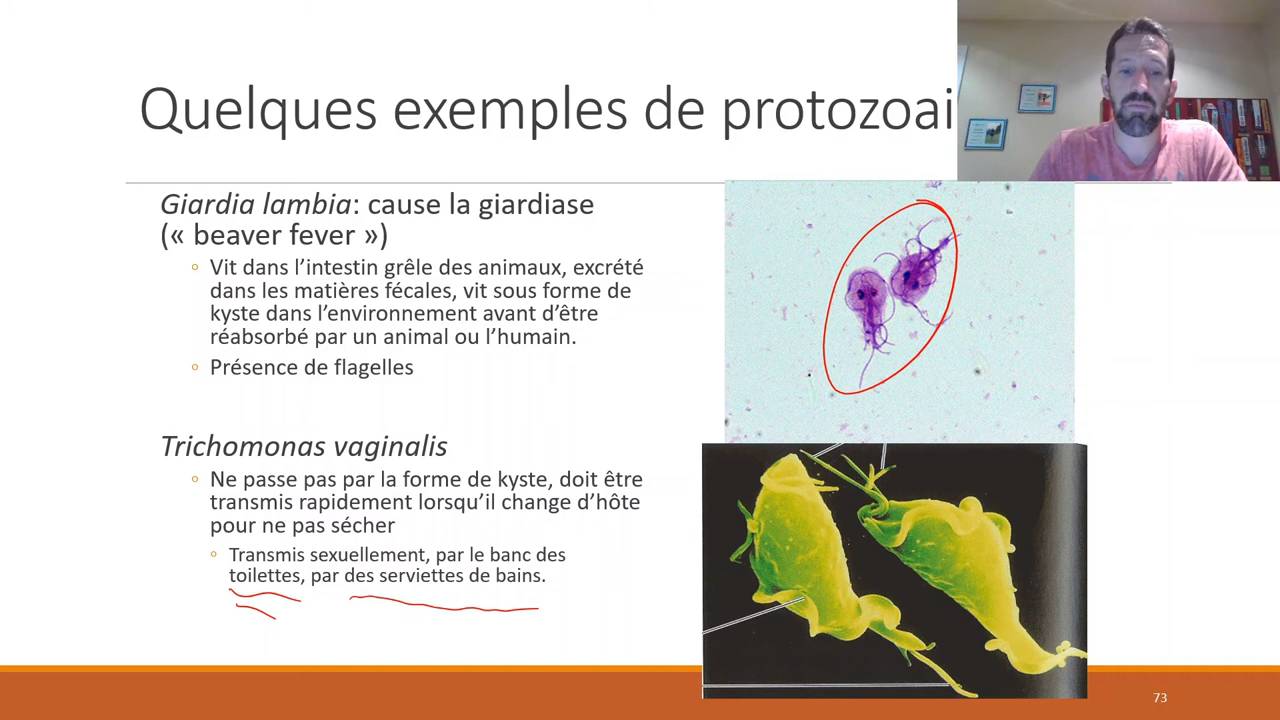 Quelques exemples de protozoai
Giardia lambia: cause la giardiase
(« beaver fever »)
◦ Vit dans l’intestin grêle des animaux, excrété
dans les matières fécales, vit sous forme de
kyste dans l’environnement avant d’être
réabsorbé par un animal ou l’humain.
◦ Présence de flagelles
Trichomonas vaginalis
◦ Ne passe pas par la forme de kyste, doit être
transmis rapidement lorsqu’il change d’hôte
pour ne pas sécher
◦ Transmis sexuellement, par le banc des
toilettes, par des serviettes de bains.
73